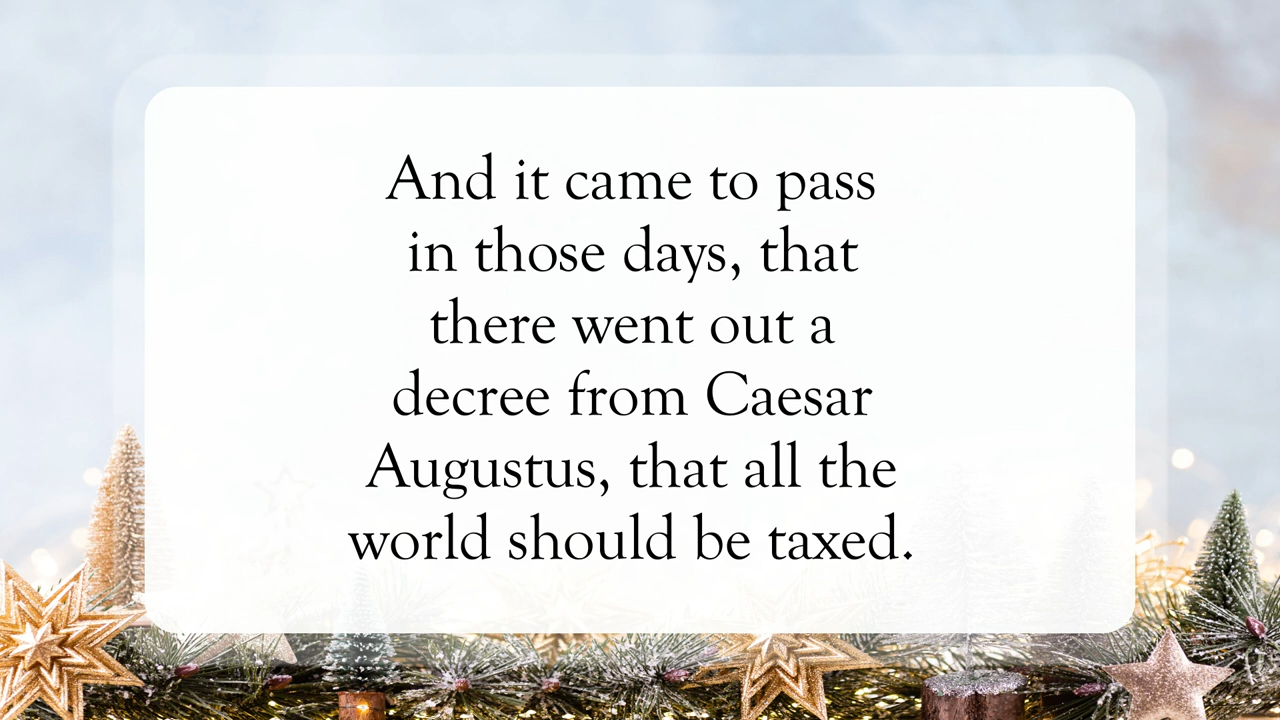 And it came to pass
in those days, that
there went out a
decree from Caesar
Augustus, that all the
world should be taxed.